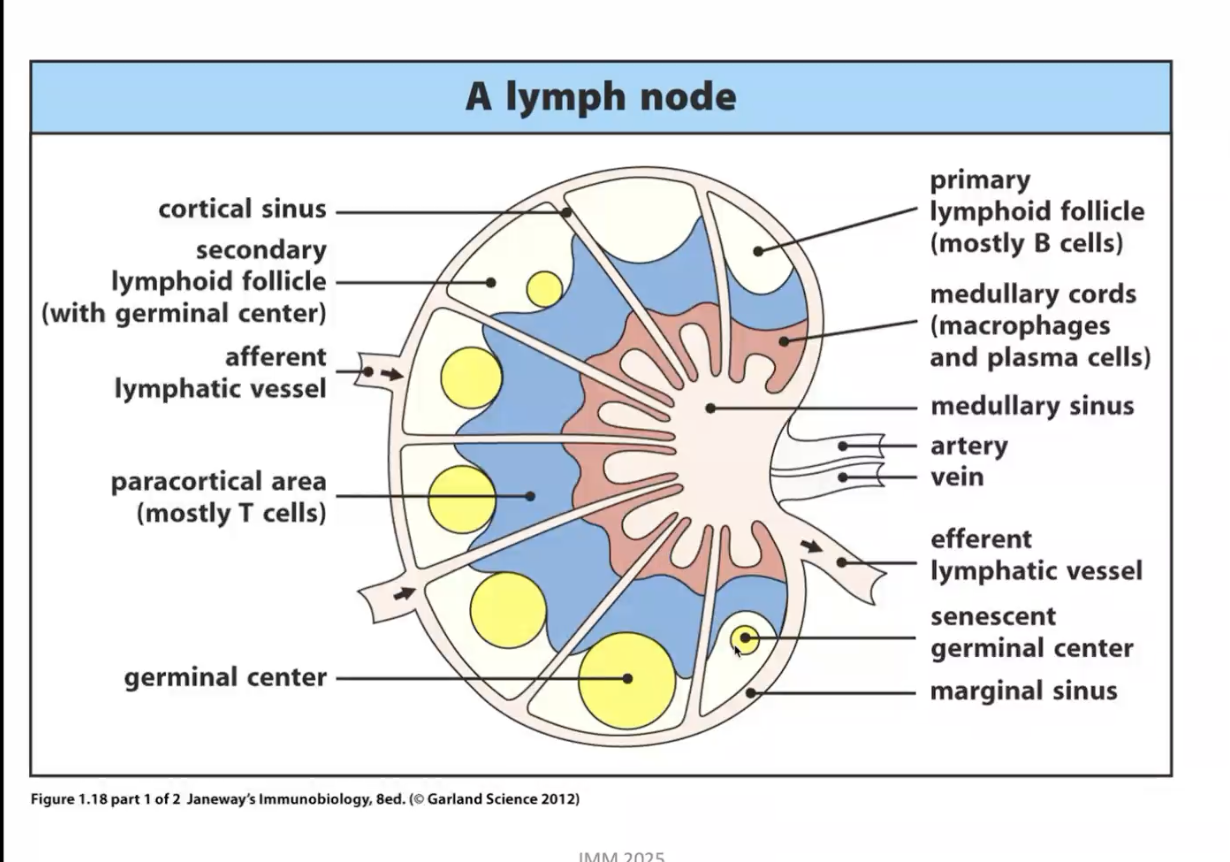 A lymph node
cortical sinus
secondary
lymphoid follicle
(with germinal center)
afferent
lymphatic vessel
paracortical area
(mostly T cells)
germinal center
primary
lymphoid follicle
(mostly B cells)
medullary cords
(macrophages
and plasma cells)
medullary sinus
artery
vein
efferent
lymphatic vessel
senescent
germinal center
marginal sinus
Figure 1.18 part 1 of 2 Janeway's Immunobiology, 8ed. (© Garland Science 2012)
IMM 2025